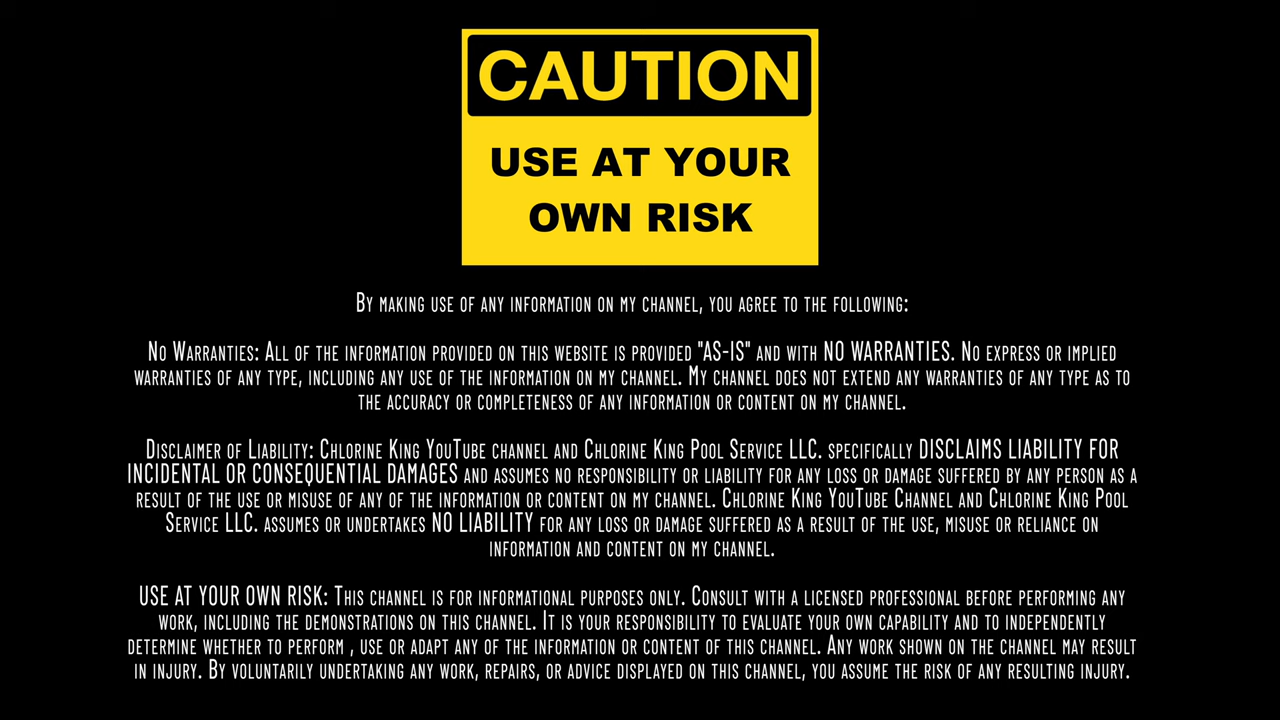 CAUTION
USE AT YOUR
OWN RISK
By making use of any information on my channel, you agree to the following:
No Warranties: All of the information provided on this website is provided "AS-IS" and with NO WARRANTIES. No express or implied
warranties of any type, including any use of the information on my channel. My channel does not extend any warranties of any type as to
the accuracy or completeness of any information or content on my channel.
Disclaimer of Liability: Chlorine King YouTube channel and Chlorine King Pool Service LLC. specifically DISCLAIMS LIABILITY FOR
INCIDENTAL OR CONSEQUENTIAL DAMAGES and assumes no responsibility or liability for any loss or damage suffered by any person as a
result of the use or misuse of any of the information or content on my channel. Chlorine King YouTube Channel and Chlorine King Pool
Service LLC. assumes or undertakes NO LIABILITY for any loss or damage suffered as a result of the use, misuse or reliance on
information and content on my channel.
USE AT YOUR OWN RISK: This channel is for informational purposes only. Consult with a licensed professional before performing any
work, including the demonstrations on this channel. It is your responsibility to evaluate your own capability and to independently
determine whether to perform , use or adapt any of the information or content of this channel. Any work shown on the channel may result
in injury. By voluntarily undertaking any work, repairs, or advice displayed on this channel, you assume the risk of any resulting injury.